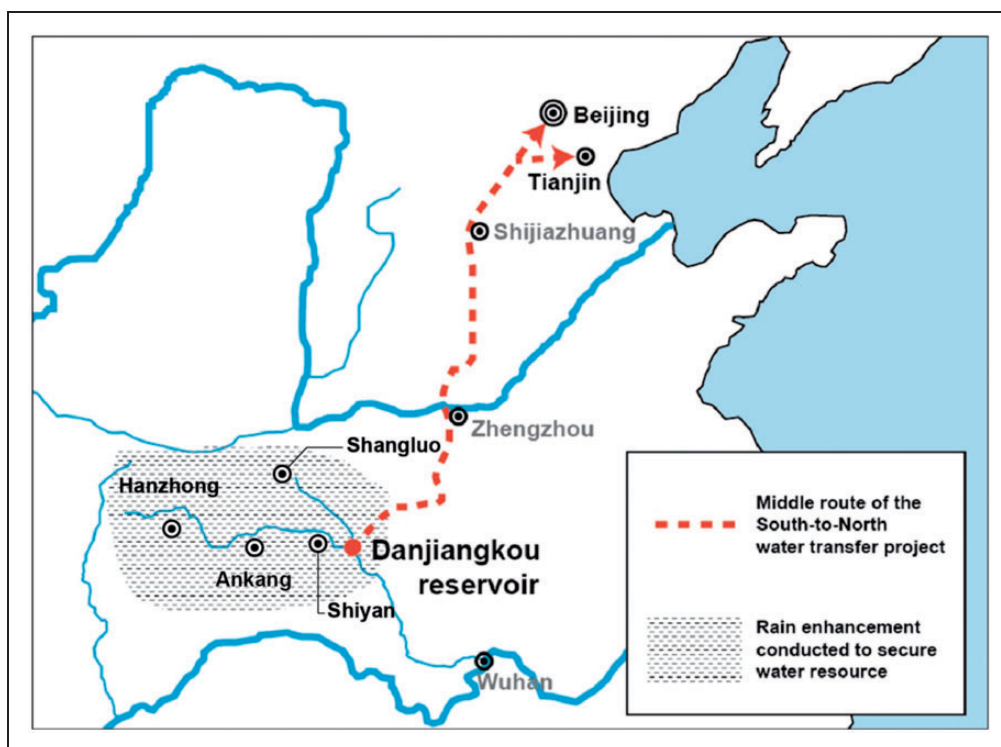 Beijing
Tianjin
Shijiazhuang
Zhengzhou
Shangluo
Hanzhong
Danjiangkou
reservoir
Ankang
Shiyan
Wuhan
Middle route of the
South-to-North
water transfer project
Rain enhancement
conducted to secure
water resource